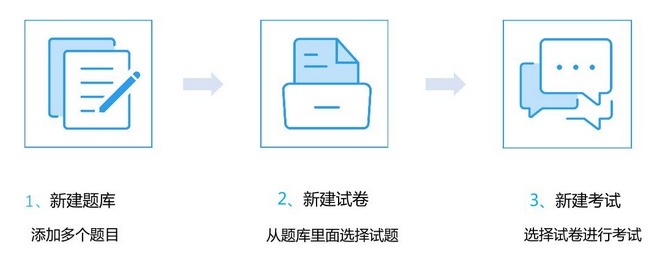 1、新建题库
添加多个题目
2、新建试卷
从题库里面选择试题
3、新建考试
选择试卷进行考试